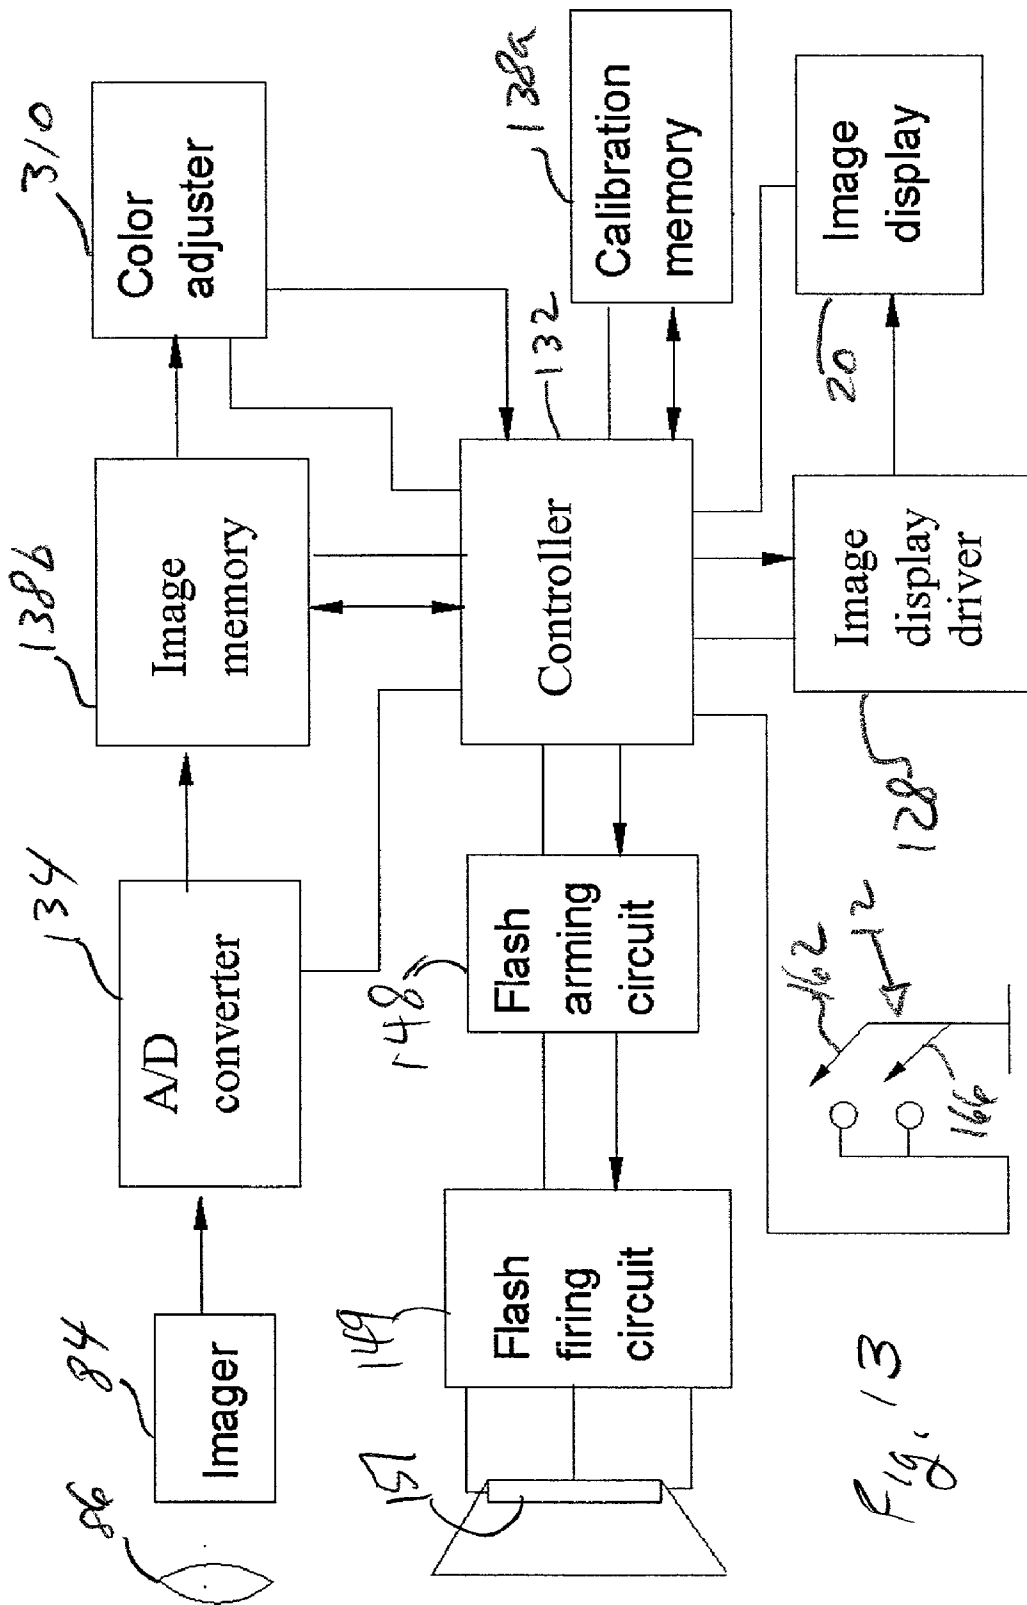 86
84
Imager
134
A/D
converter
138b
Image
memory
310
Color
adjuster
157
149
Flash
firing
circuit
148
Flash
arming
circuit
Controller
132
138a
Calibration
memory
162
166
12
128
Image
display
driver
20
Image
display
Fig. 13